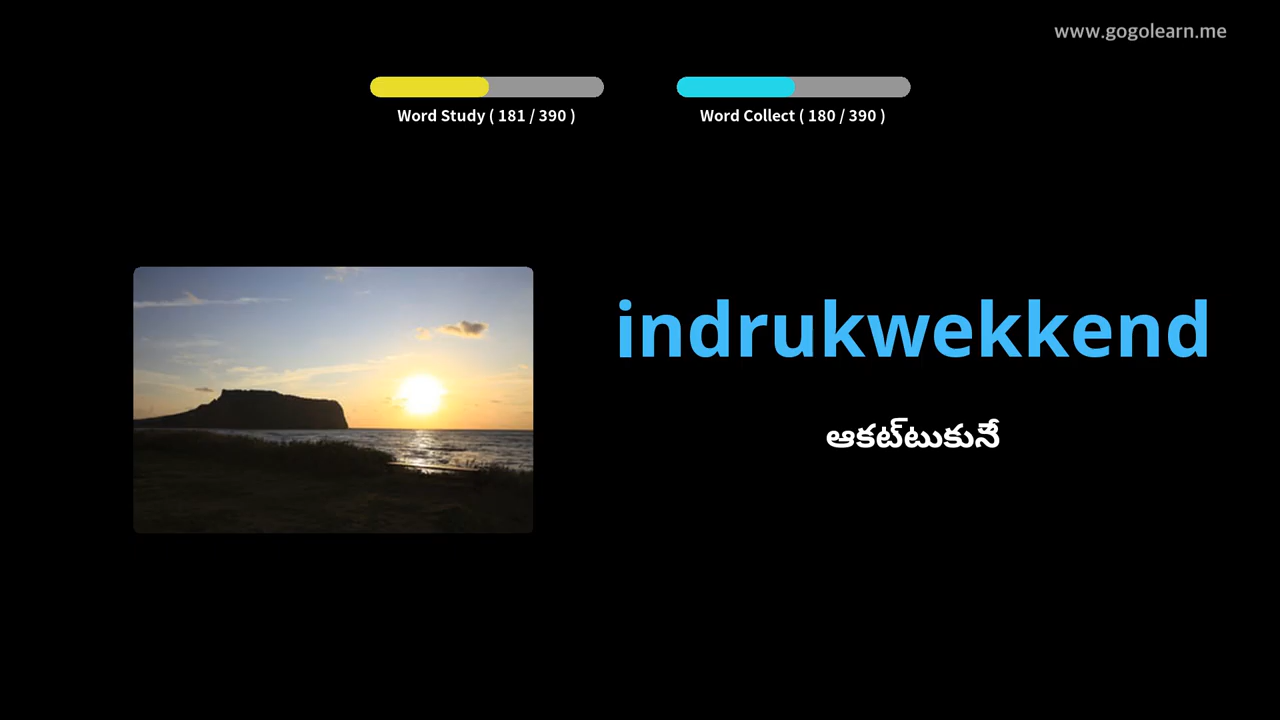 www.gogolearn.me
Word Study ( 181 / 390 )
Word Collect ( 180 / 390 )
indrukwekkend
ఆకట్టుకునే